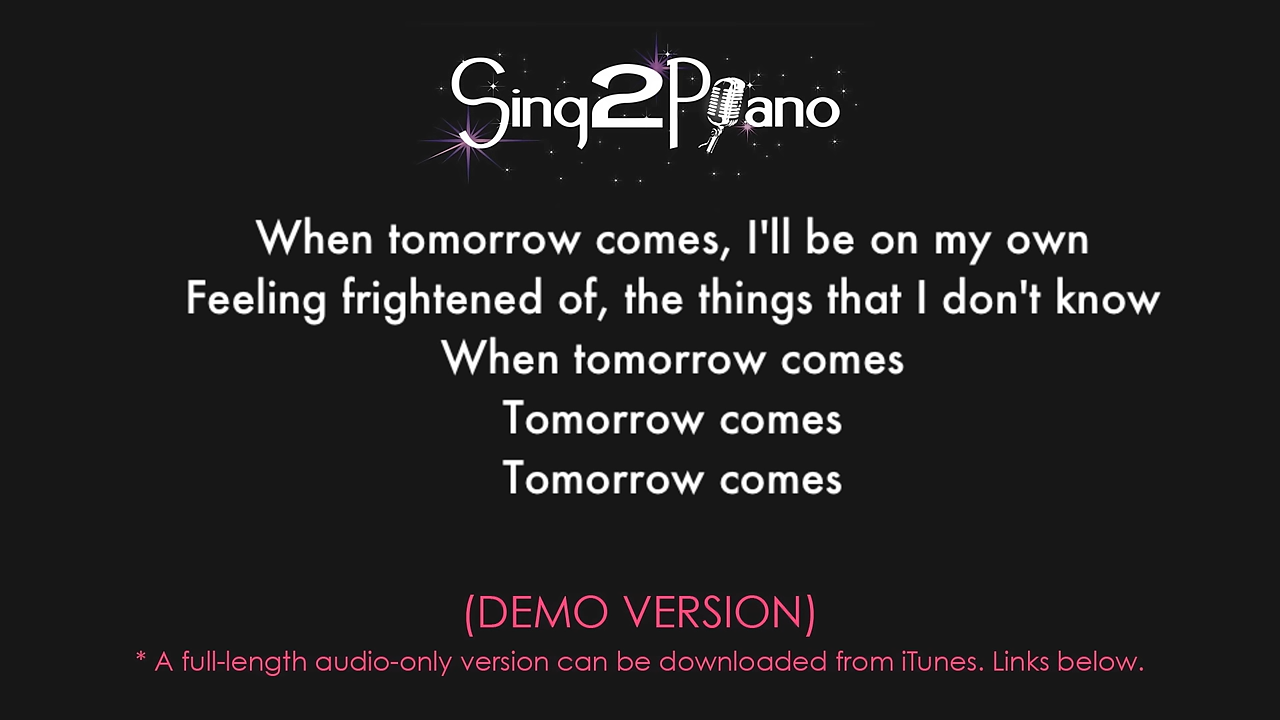 Sing2Piano
When tomorrow comes, I'll be on my own
Feeling frightened of, the things that I don't know
When tomorrow comes
Tomorrow comes
Tomorrow comes
(DEMO VERSION)
* A full-length audio-only version can be downloaded from iTunes. Links below.